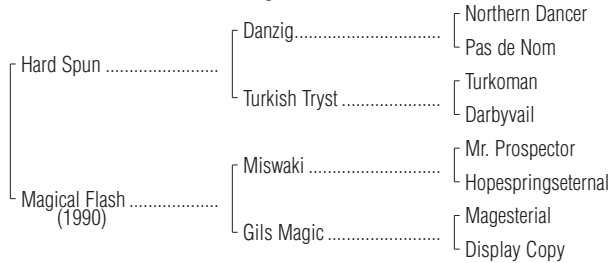 Northern Dancer
Danzig..............................
Pas de Nom
Hard Spun .......................
Turkoman
Turkish Tryst ....................
Darbyvail
Mr. Prospector
Miswaki ...........................
Hopespringseternal
Magical Flash ..................
(1990)
Magesterial
Gils Magic ........................
Display Copy